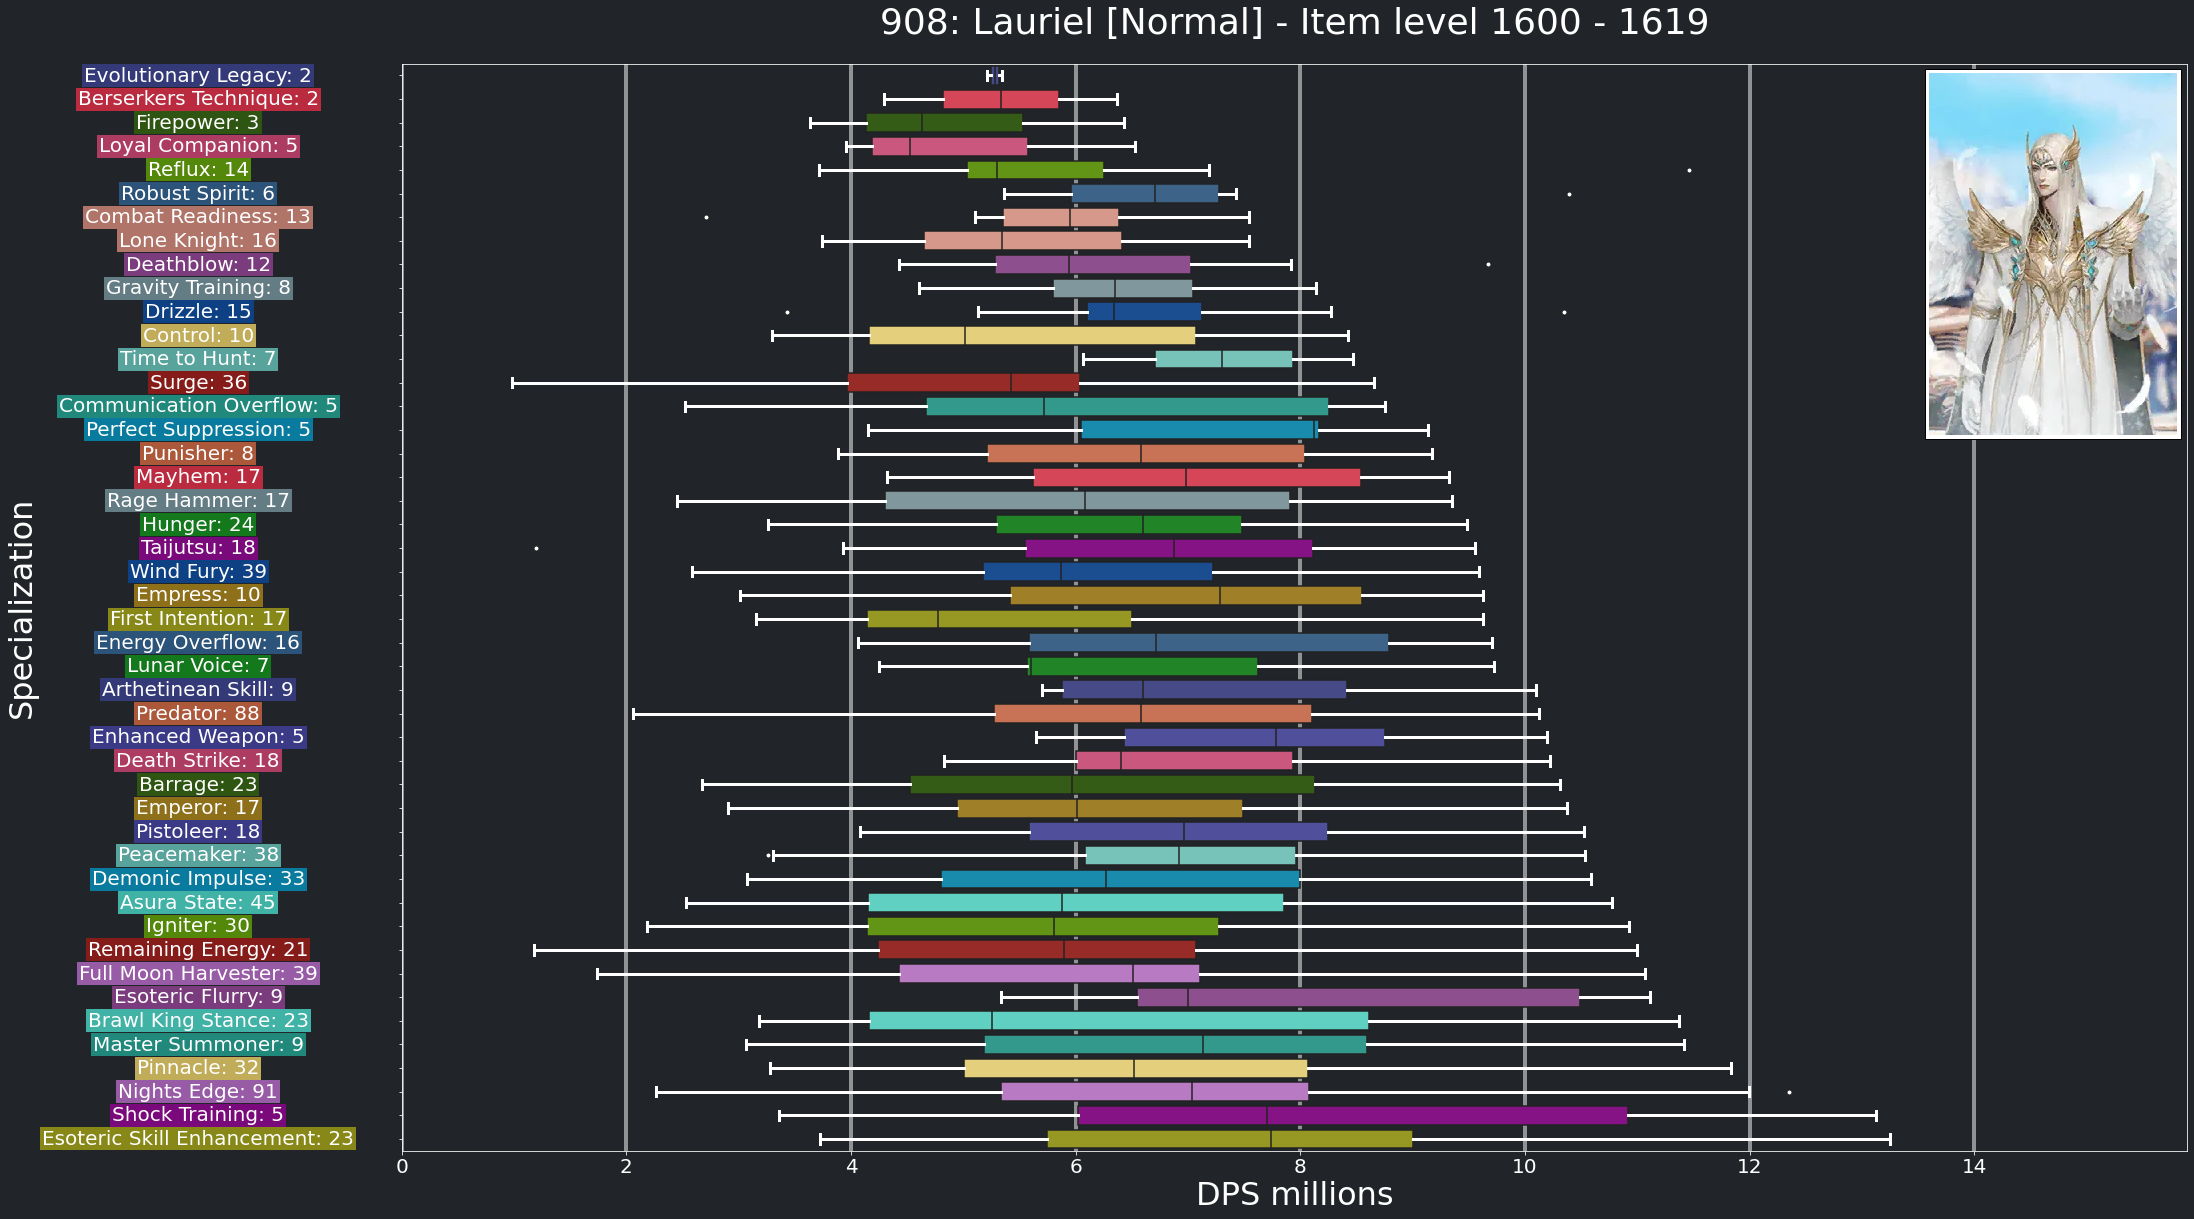 908: Lauriel [Normal] - Item level 1600 - 1619
Specialization
Evolutionary Legacy: 2
Berserkers Technique: 2
Firepower: 3
Loyal Companion: 5
Reflux: 14
Robust Spirit: 6
Combat Readiness: 13
Lone Knight: 16
Deathblow: 12
Gravity Training: 8
Drizzle: 15
Control: 10
Time to Hunt: 7
Surge: 36
Communication Overflow: 5
Perfect Suppression: 5
Punisher: 8
Mayhem: 17
Rage Hammer: 17
Hunger: 24
Taijutsu: 18
Wind Fury: 39
Empress: 10
First Intention: 17
Energy Overflow: 16
Lunar Voice: 7
Arthetinean Skill: 9
Predator: 88
Enhanced Weapon: 5
Death Strike: 18
Barrage: 23
Emperor: 17
Pistoleer: 18
Peacemaker: 38
Demonic Impulse: 33
Asura State: 45
Igniter: 30
Remaining Energy: 21
Full Moon Harvester: 39
Esoteric Flurry: 9
Brawl King Stance: 23
Master Summoner: 9
Pinnacle: 32
Nights Edge: 91
Shock Training: 5
Esoteric Skill Enhancement: 23
0 2 4 6 8 10 12 14
DPS millions